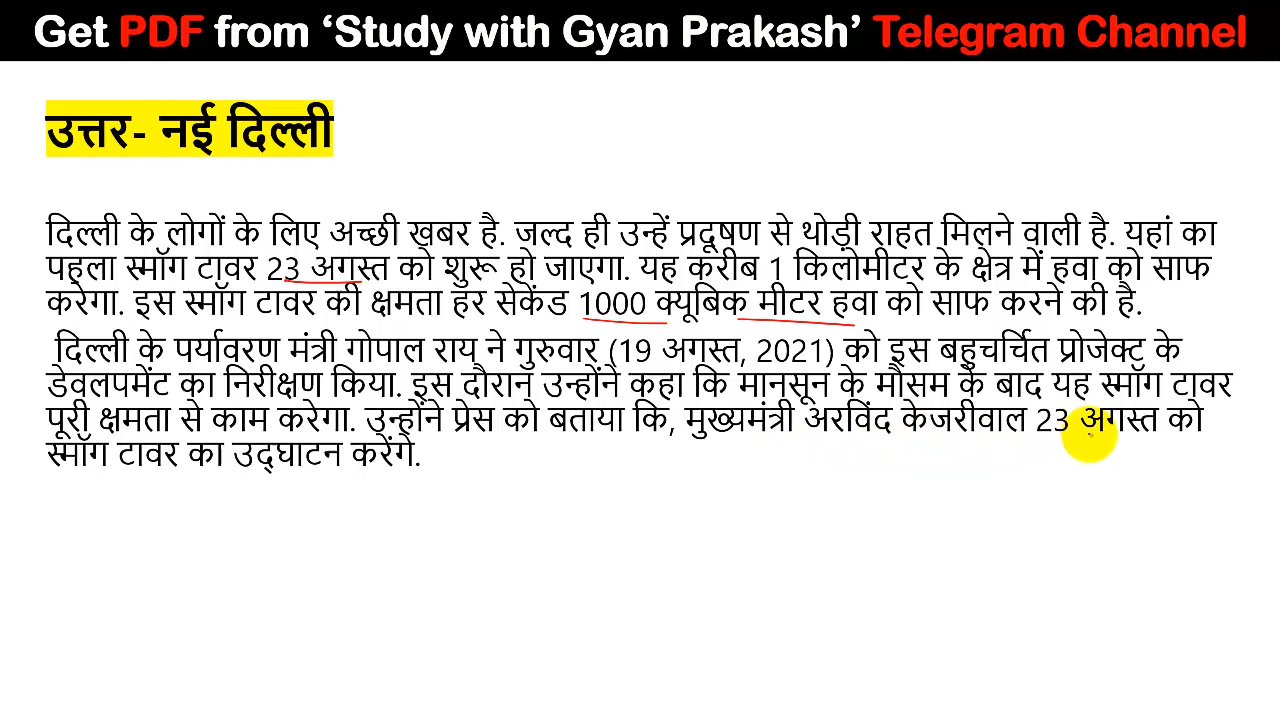 Get PDF from ‘Study with Gyan Prakash’ Telegram Channel
उत्तर- नई दिल्ली
दिल्ली के लोगों के लिए अच्छी खबर है. जल्द ही उन्हें प्रदूषण से थोड़ी राहत मिलने वाली है. यहां का
पहला स्मॉग टावर 23 अगस्त को शुरू हो जाएगा. यह करीब 1 किलोमीटर के क्षेत्र में हवा को साफ
करेगा. इस स्मॉग टावर की क्षमता हर सेकेंड 1000 क्यूबिक मीटर हवा को साफ करने की है.
दिल्ली के पर्यावरण मंत्री गोपाल राय ने गुरुवार (19 अगस्त, 2021) को इस बहुचर्चित प्रोजेक्ट के
डेवलपमेंट का निरीक्षण किया. इस दौरान उन्होंने कहा कि मानसून के मौसम के बाद यह स्मॉग टावर
पूरी क्षमता से काम करेगा. उन्होंने प्रेस को बताया कि, मुख्यमंत्री अरविंद केजरीवाल 23 अगस्त को
स्मॉग टावर का उद्घाटन करेंगे.